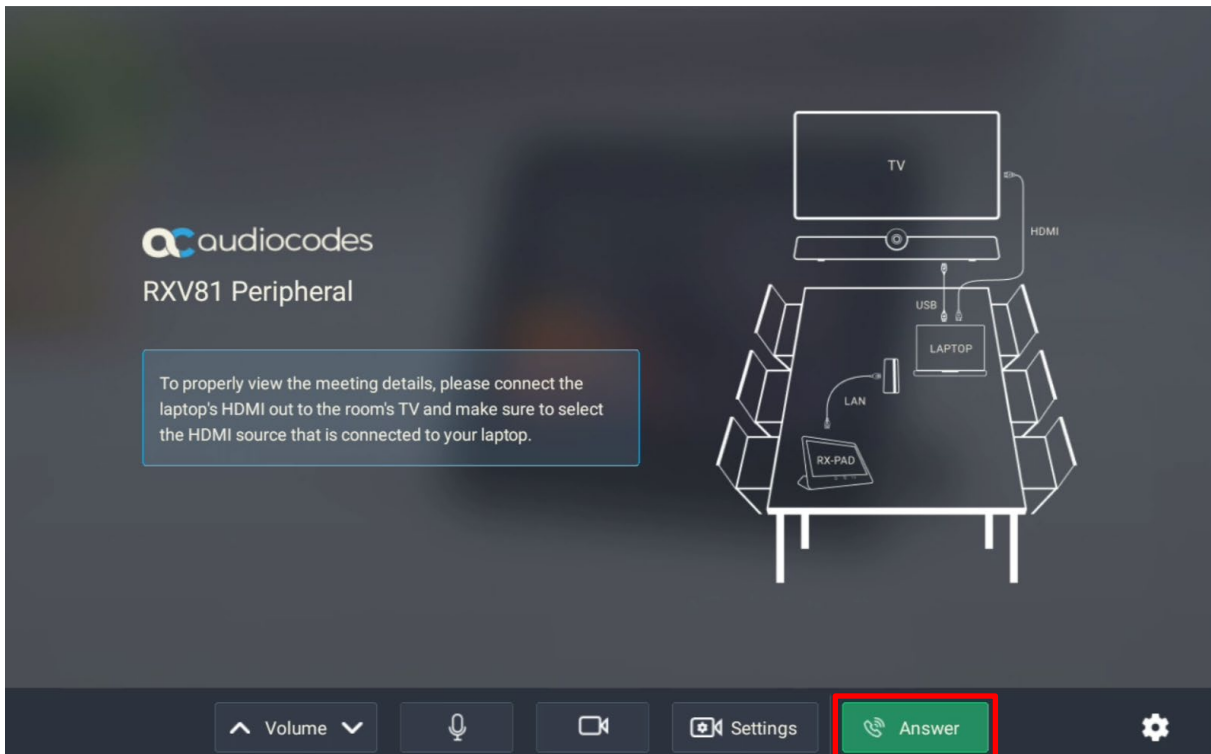 audiocodes
RXV81 Peripheral
To properly view the meeting details, please connect the
laptop's HDMI out to the room's TV and make sure to select
the HDMI source that is connected to your laptop.
TV
HDMI
USB
LAPTOP
LAN
RX-PAD
Volume
Settings
Answer